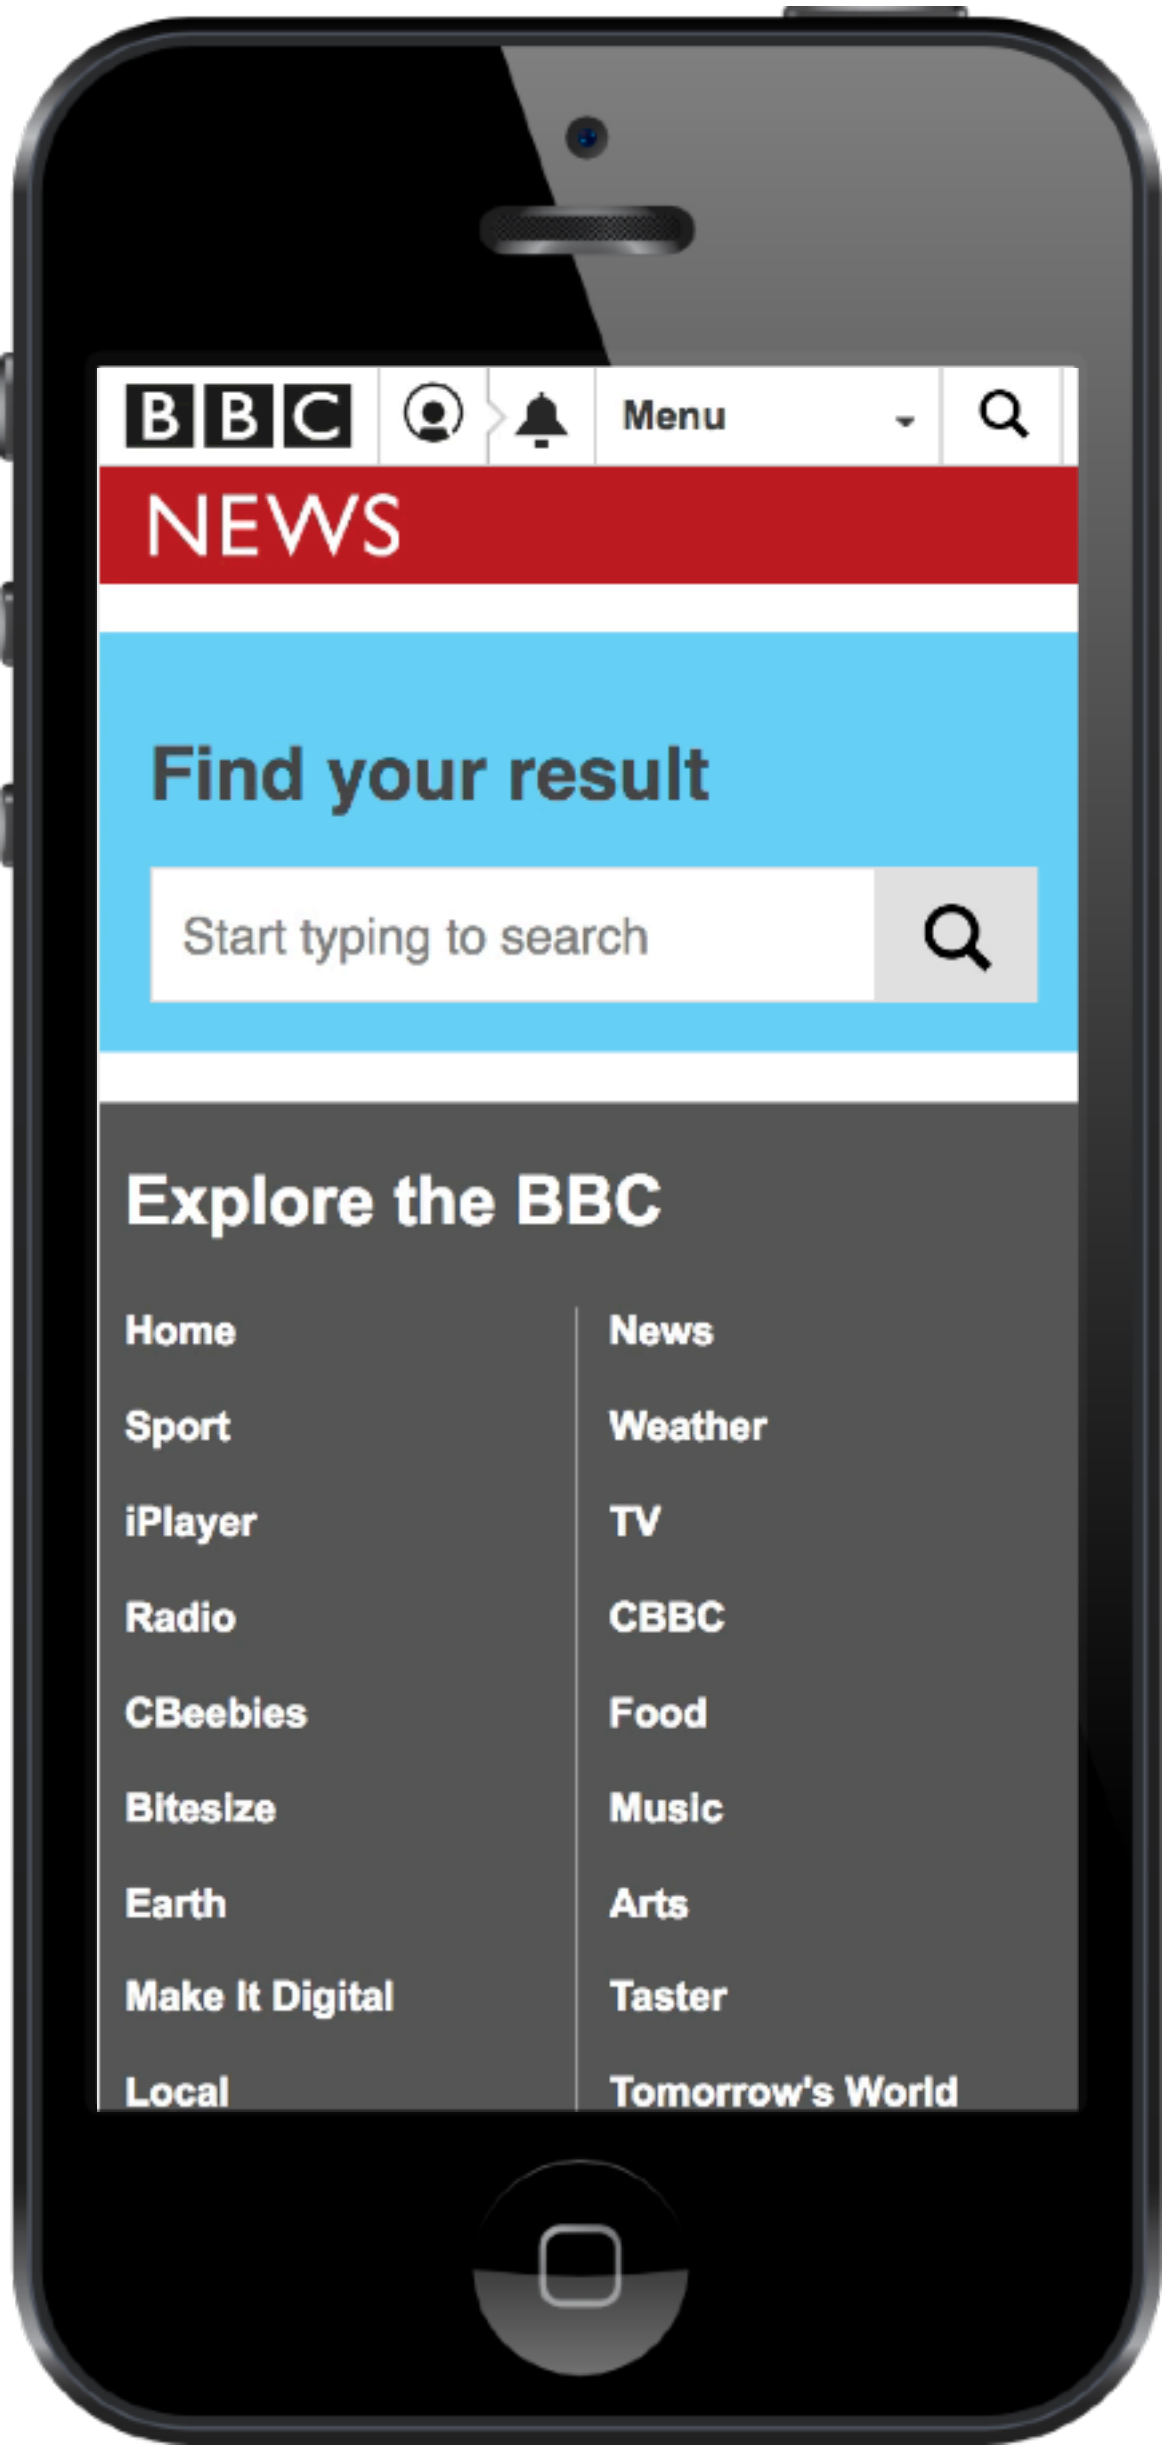 BBC Menu
NEWS
Find your result
Start typing to search
Explore the BBC
Home
News
Sport
Weather
iPlayer
TV
Radio
CBBC
CBeebies
Food
Bitesize
Music
Earth
Arts
Make It Digital
Taster
Local
Tomorrow's World